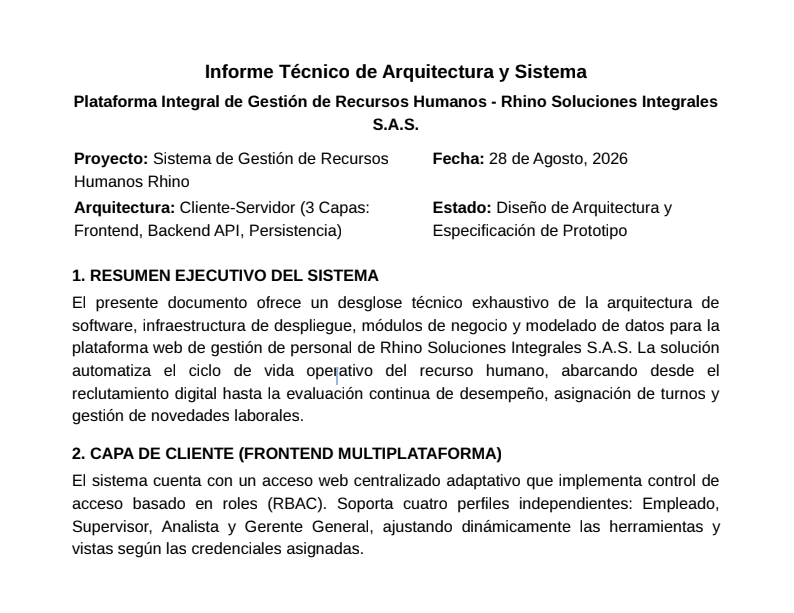 Informe Técnico de Arquitectura y Sistema
Plataforma Integral de Gestión de Recursos Humanos - Rhino Soluciones Integrales
S.A.S.
Proyecto: Sistema de Gestión de Recursos
Humanos Rhino
Fecha: 28 de Agosto, 2026
Arquitectura: Cliente-Servidor (3 Capas:
Frontend, Backend API, Persistencia)
Estado: Diseño de Arquitectura y
Especificación de Prototipo
1. RESUMEN EJECUTIVO DEL SISTEMA
El presente documento ofrece un desglose técnico exhaustivo de la arquitectura de
software, infraestructura de despliegue, módulos de negocio y modelado de datos para la
plataforma web de gestión de personal de Rhino Soluciones Integrales S.A.S. La solución
automatiza el ciclo de vida operativo del recurso humano, abarcando desde el
reclutamiento digital hasta la evaluación continua de desempeño, asignación de turnos y
gestión de novedades laborales.
2. CAPA DE CLIENTE (FRONTEND MULTIPLATAFORMA)
El sistema cuenta con un acceso web centralizado adaptativo que implementa control de
acceso basado en roles (RBAC). Soporta cuatro perfiles independientes: Empleado,
Supervisor, Analista y Gerente General, ajustando dinámicamente las herramientas y
vistas según las credenciales asignadas.